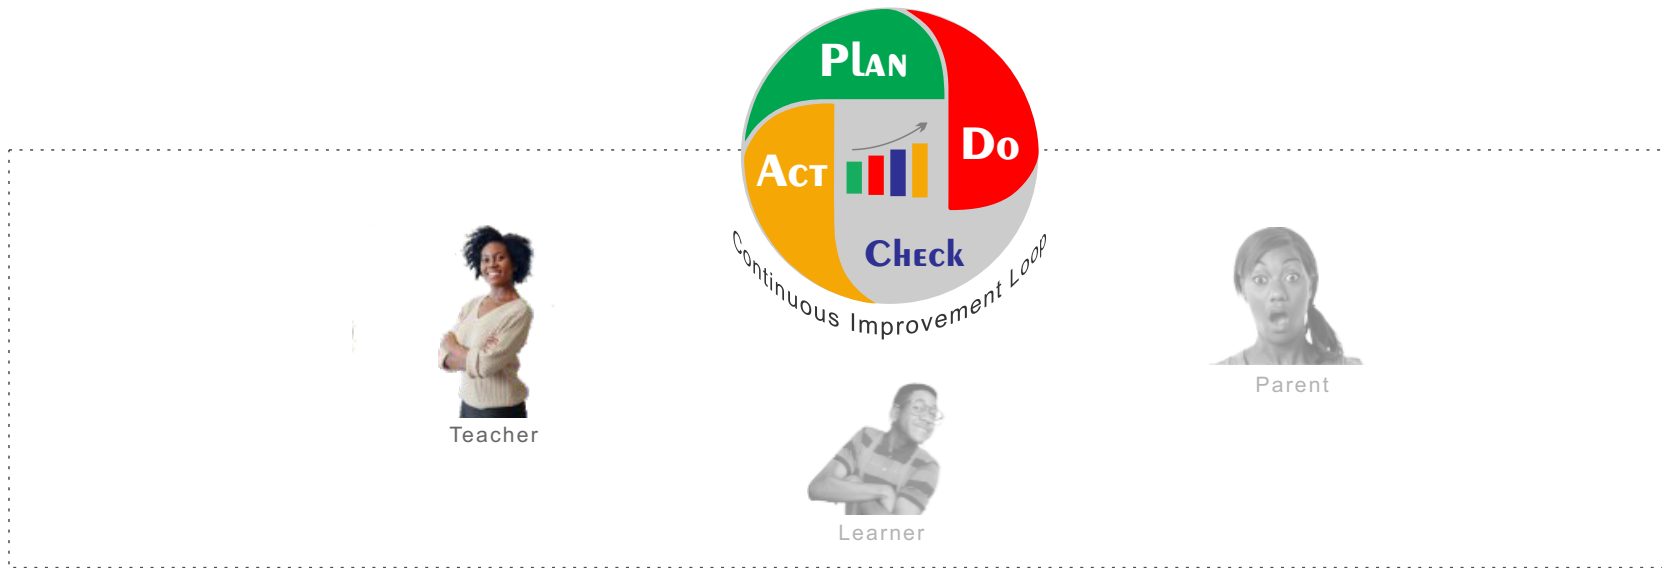 Plan
Do
Act
Check
Continuous Improvement Loop
Teacher
Parent
Learner